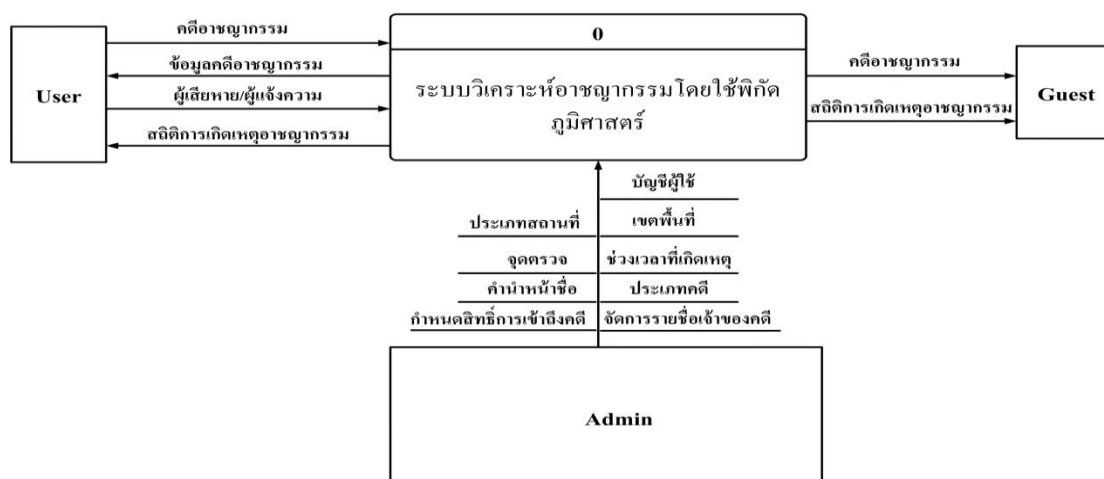 คดีอาชญากรรม
ข้อมูลคดีอาชญากรรม
ผู้เสียหาย/ผู้แจ้งความ
สถิติการเกิดเหตุอาชญากรรม
User
0
ระบบวิเคราะห์อาชญากรรมโดยใช้พิกัด
ภูมิศาสตร์
คดีอาชญากรรม
สถิติการเกิดเหตุอาชญากรรม
Guest
บัญชีผู้ใช้
ประเภทสถานที่
เขตพื้นที่
จุดตรวจ
ช่วงเวลาที่เกิดเหตุ
คำนำหน้าชื่อ
ประเภทคดี
กำหนดสิทธิ์การเข้าถึงคดี
จัดการรายชื่อเจ้าของคดี
Admin